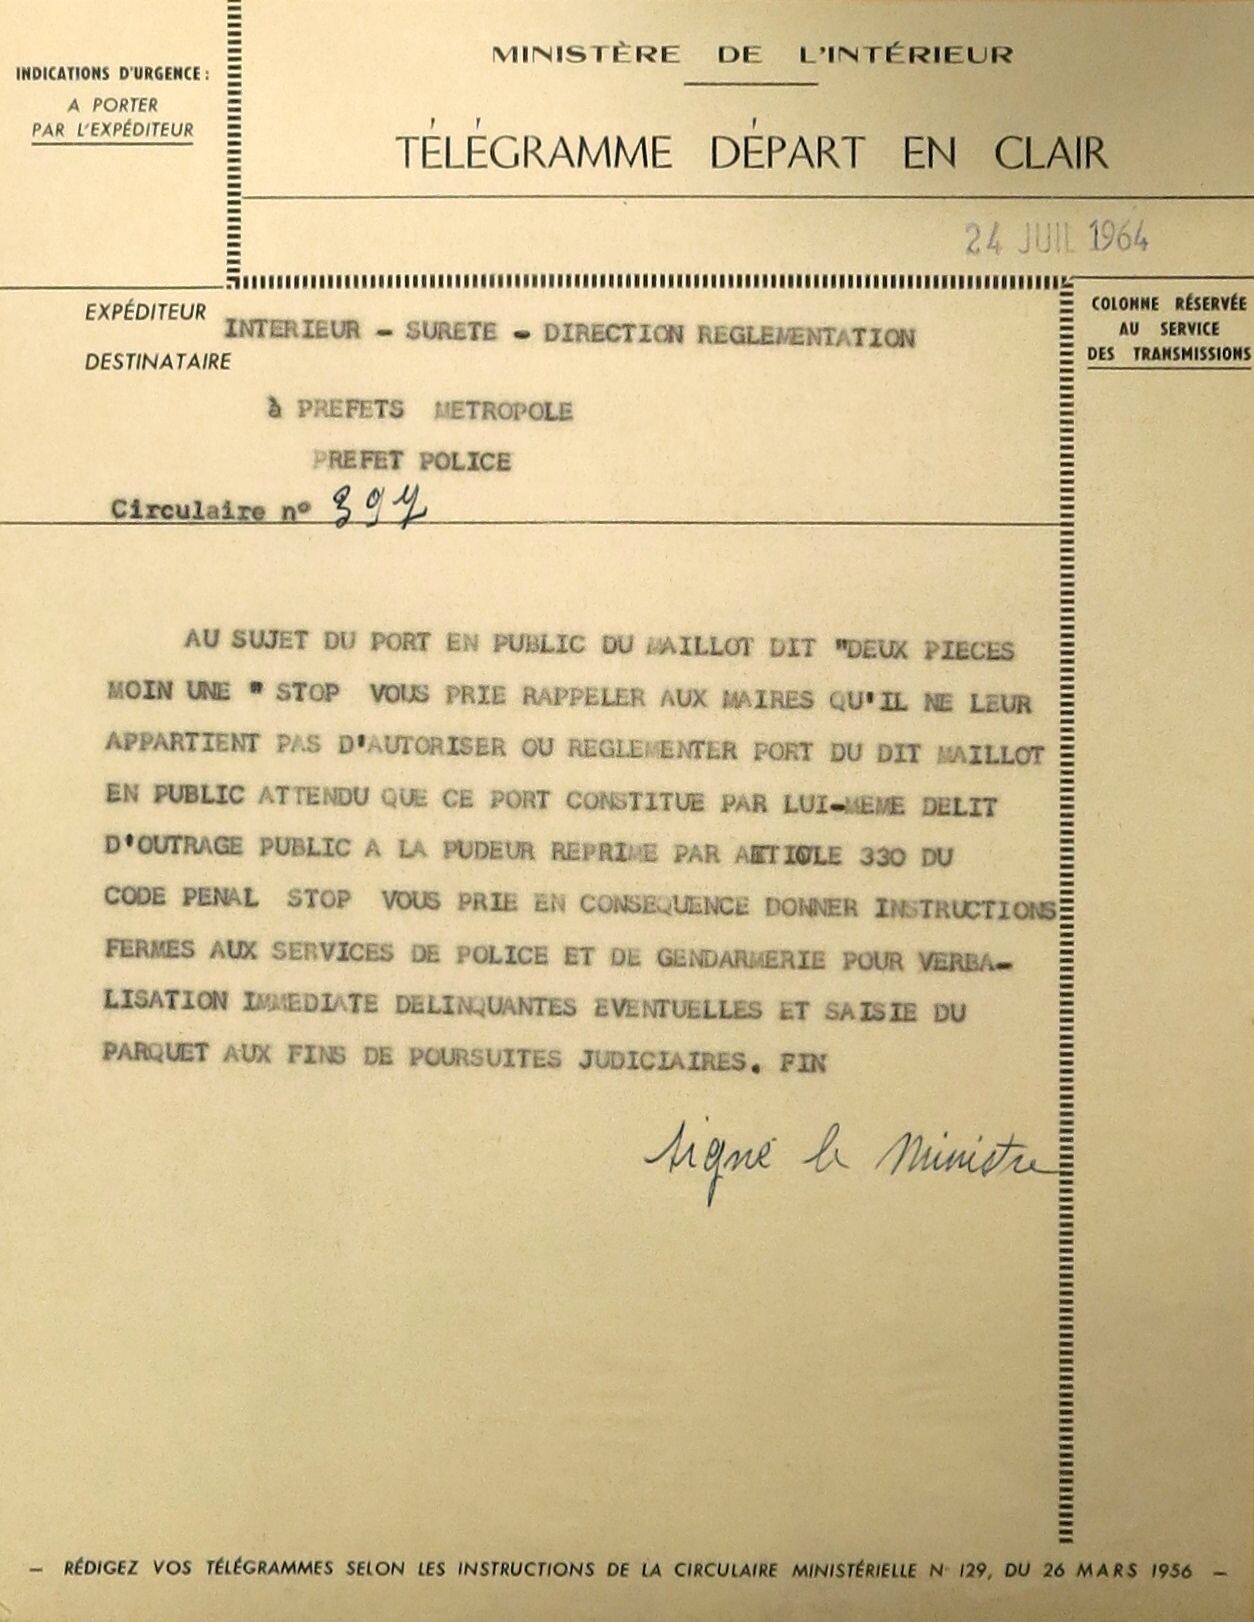 INDICATIONS D'URGENCE :
A PORTER
PAR L'EXPÉDITEUR
MINISTÈRE DE L'INTÉRIEUR
TÉLÉGRAMME DÉPART EN CLAIR
24 JUIL 1964
EXPÉDITEUR
INTERIEUR - SURETE - DIRECTION REGLEMENTATION
DESTINATAIRE
à PREFETS METROPOLE
PREFET POLICE
Circulaire n° 397
COLONNE RÉSERVÉE
AU SERVICE
DES TRANSMISSIONS
AU SUJET DU PORT EN PUBLIC DU MAILLOT DIT "DEUX PIECES
MOIN UNE " STOP VOUS PRIE RAPPELER AUX MAIRES QU'IL NE LEUR
APPARTIENT PAS D'AUTORISER OU REGLEMENTER PORT DU DIT MAILLOT
EN PUBLIC ATTENDU QUE CE PORT CONSTITUE PAR LUI-MEME DELIT
D'OUTRAGE PUBLIC A LA PUDEUR REPRIME PAR ARTICLE 330 DU
CODE PENAL STOP VOUS PRIE EN CONSEQUENCE DONNER INSTRUCTIONS
FERMES AUX SERVICES DE POLICE ET DE GENDARMERIE POUR VERBA-
LISATION IMMEDIATE DELINQUANTES EVENTUELLES ET SAISIE DU
PARQUET AUX FINS DE POURSUITES JUDICIAIRES. FIN
signé le Ministre
— RÉDIGEZ VOS TÉLÉGRAMMES SELON LES INSTRUCTIONS DE LA CIRCULAIRE MINISTÉRIELLE N° 129, DU 26 MARS 1956 —